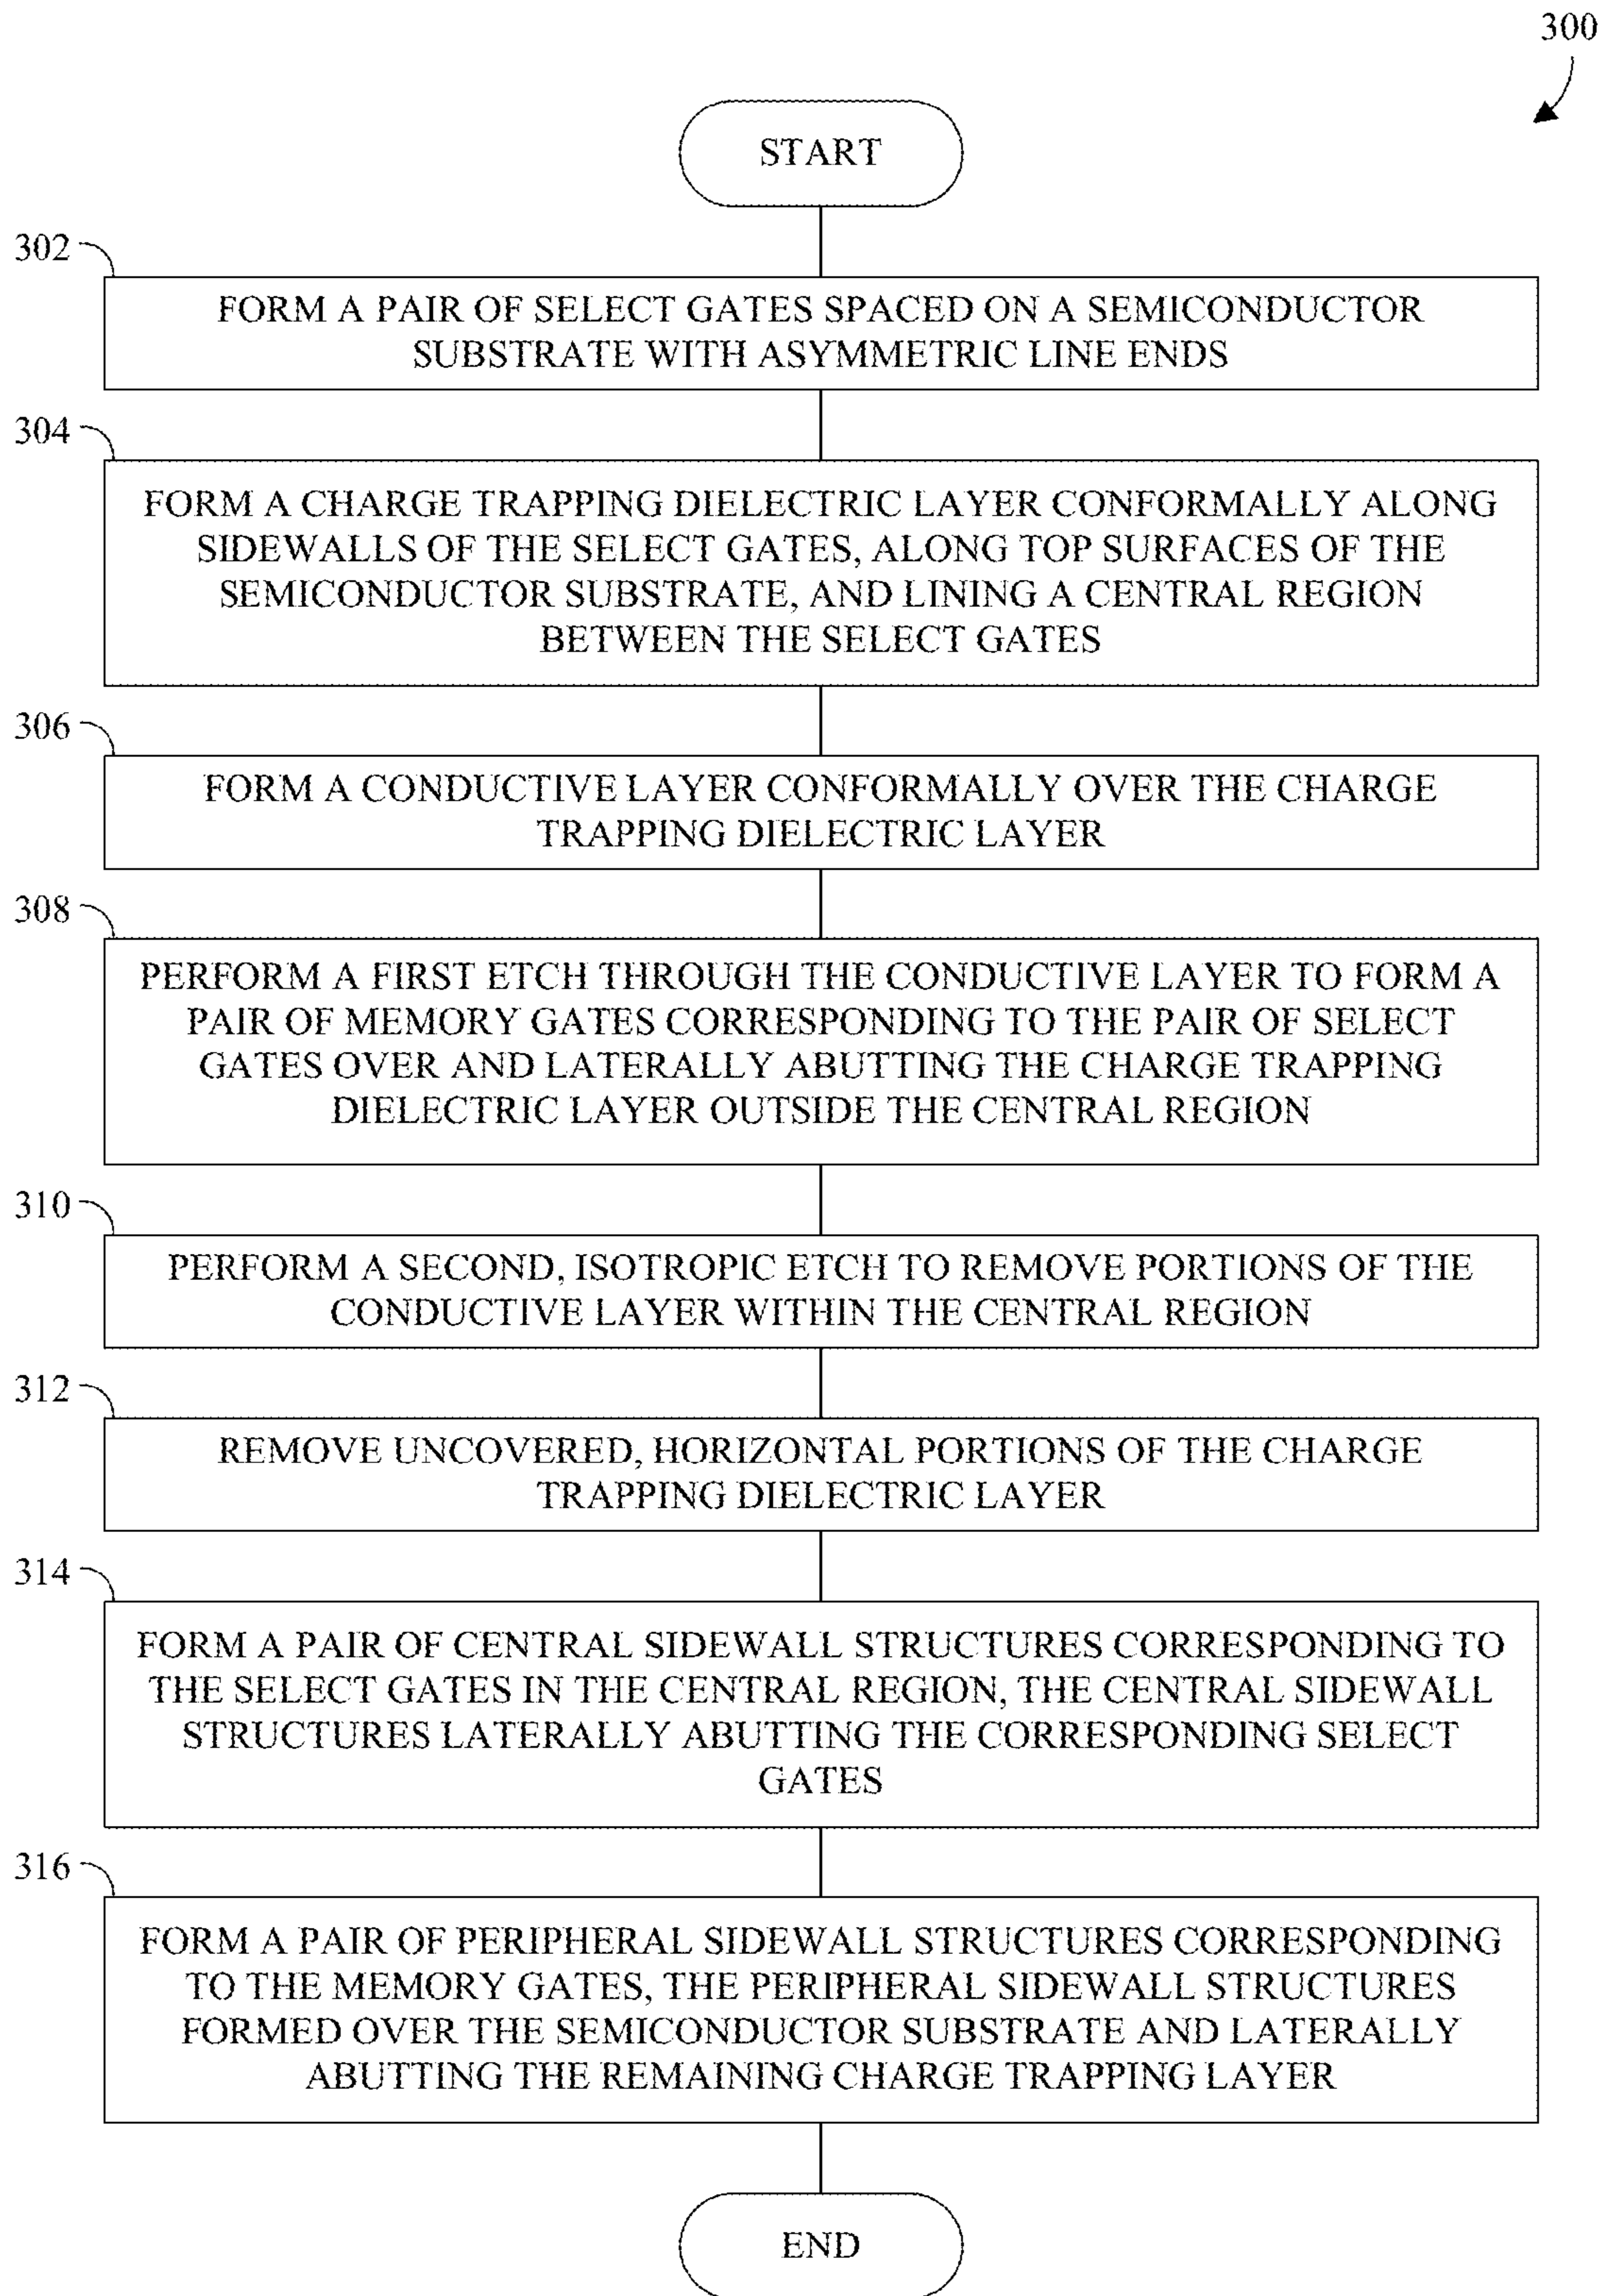 300
START
302
FORM A PAIR OF SELECT GATES SPACED ON A SEMICONDUCTOR
SUBSTRATE WITH ASYMMETRIC LINE ENDS
304
FORM A CHARGE TRAPPING DIELECTRIC LAYER CONFORMALLY ALONG
SIDEWALLS OF THE SELECT GATES, ALONG TOP SURFACES OF THE
SEMICONDUCTOR SUBSTRATE, AND LINING A CENTRAL REGION
BETWEEN THE SELECT GATES
306
FORM A CONDUCTIVE LAYER CONFORMALLY OVER THE CHARGE
TRAPPING DIELECTRIC LAYER
308
PERFORM A FIRST ETCH THROUGH THE CONDUCTIVE LAYER TO FORM A
PAIR OF MEMORY GATES CORRESPONDING TO THE PAIR OF SELECT
GATES OVER AND LATERALLY ABUTTING THE CHARGE TRAPPING
DIELECTRIC LAYER OUTSIDE THE CENTRAL REGION
310
PERFORM A SECOND, ISOTROPIC ETCH TO REMOVE PORTIONS OF THE
CONDUCTIVE LAYER WITHIN THE CENTRAL REGION
312
REMOVE UNCOVERED, HORIZONTAL PORTIONS OF THE CHARGE
TRAPPING DIELECTRIC LAYER
314
FORM A PAIR OF CENTRAL SIDEWALL STRUCTURES CORRESPONDING TO
THE SELECT GATES IN THE CENTRAL REGION, THE CENTRAL SIDEWALL
STRUCTURES LATERALLY ABUTTING THE CORRESPONDING SELECT
GATES
316
FORM A PAIR OF PERIPHERAL SIDEWALL STRUCTURES CORRESPONDING
TO THE MEMORY GATES, THE PERIPHERAL SIDEWALL STRUCTURES
FORMED OVER THE SEMICONDUCTOR SUBSTRATE AND LATERALLY
ABUTTING THE REMAINING CHARGE TRAPPING LAYER
END